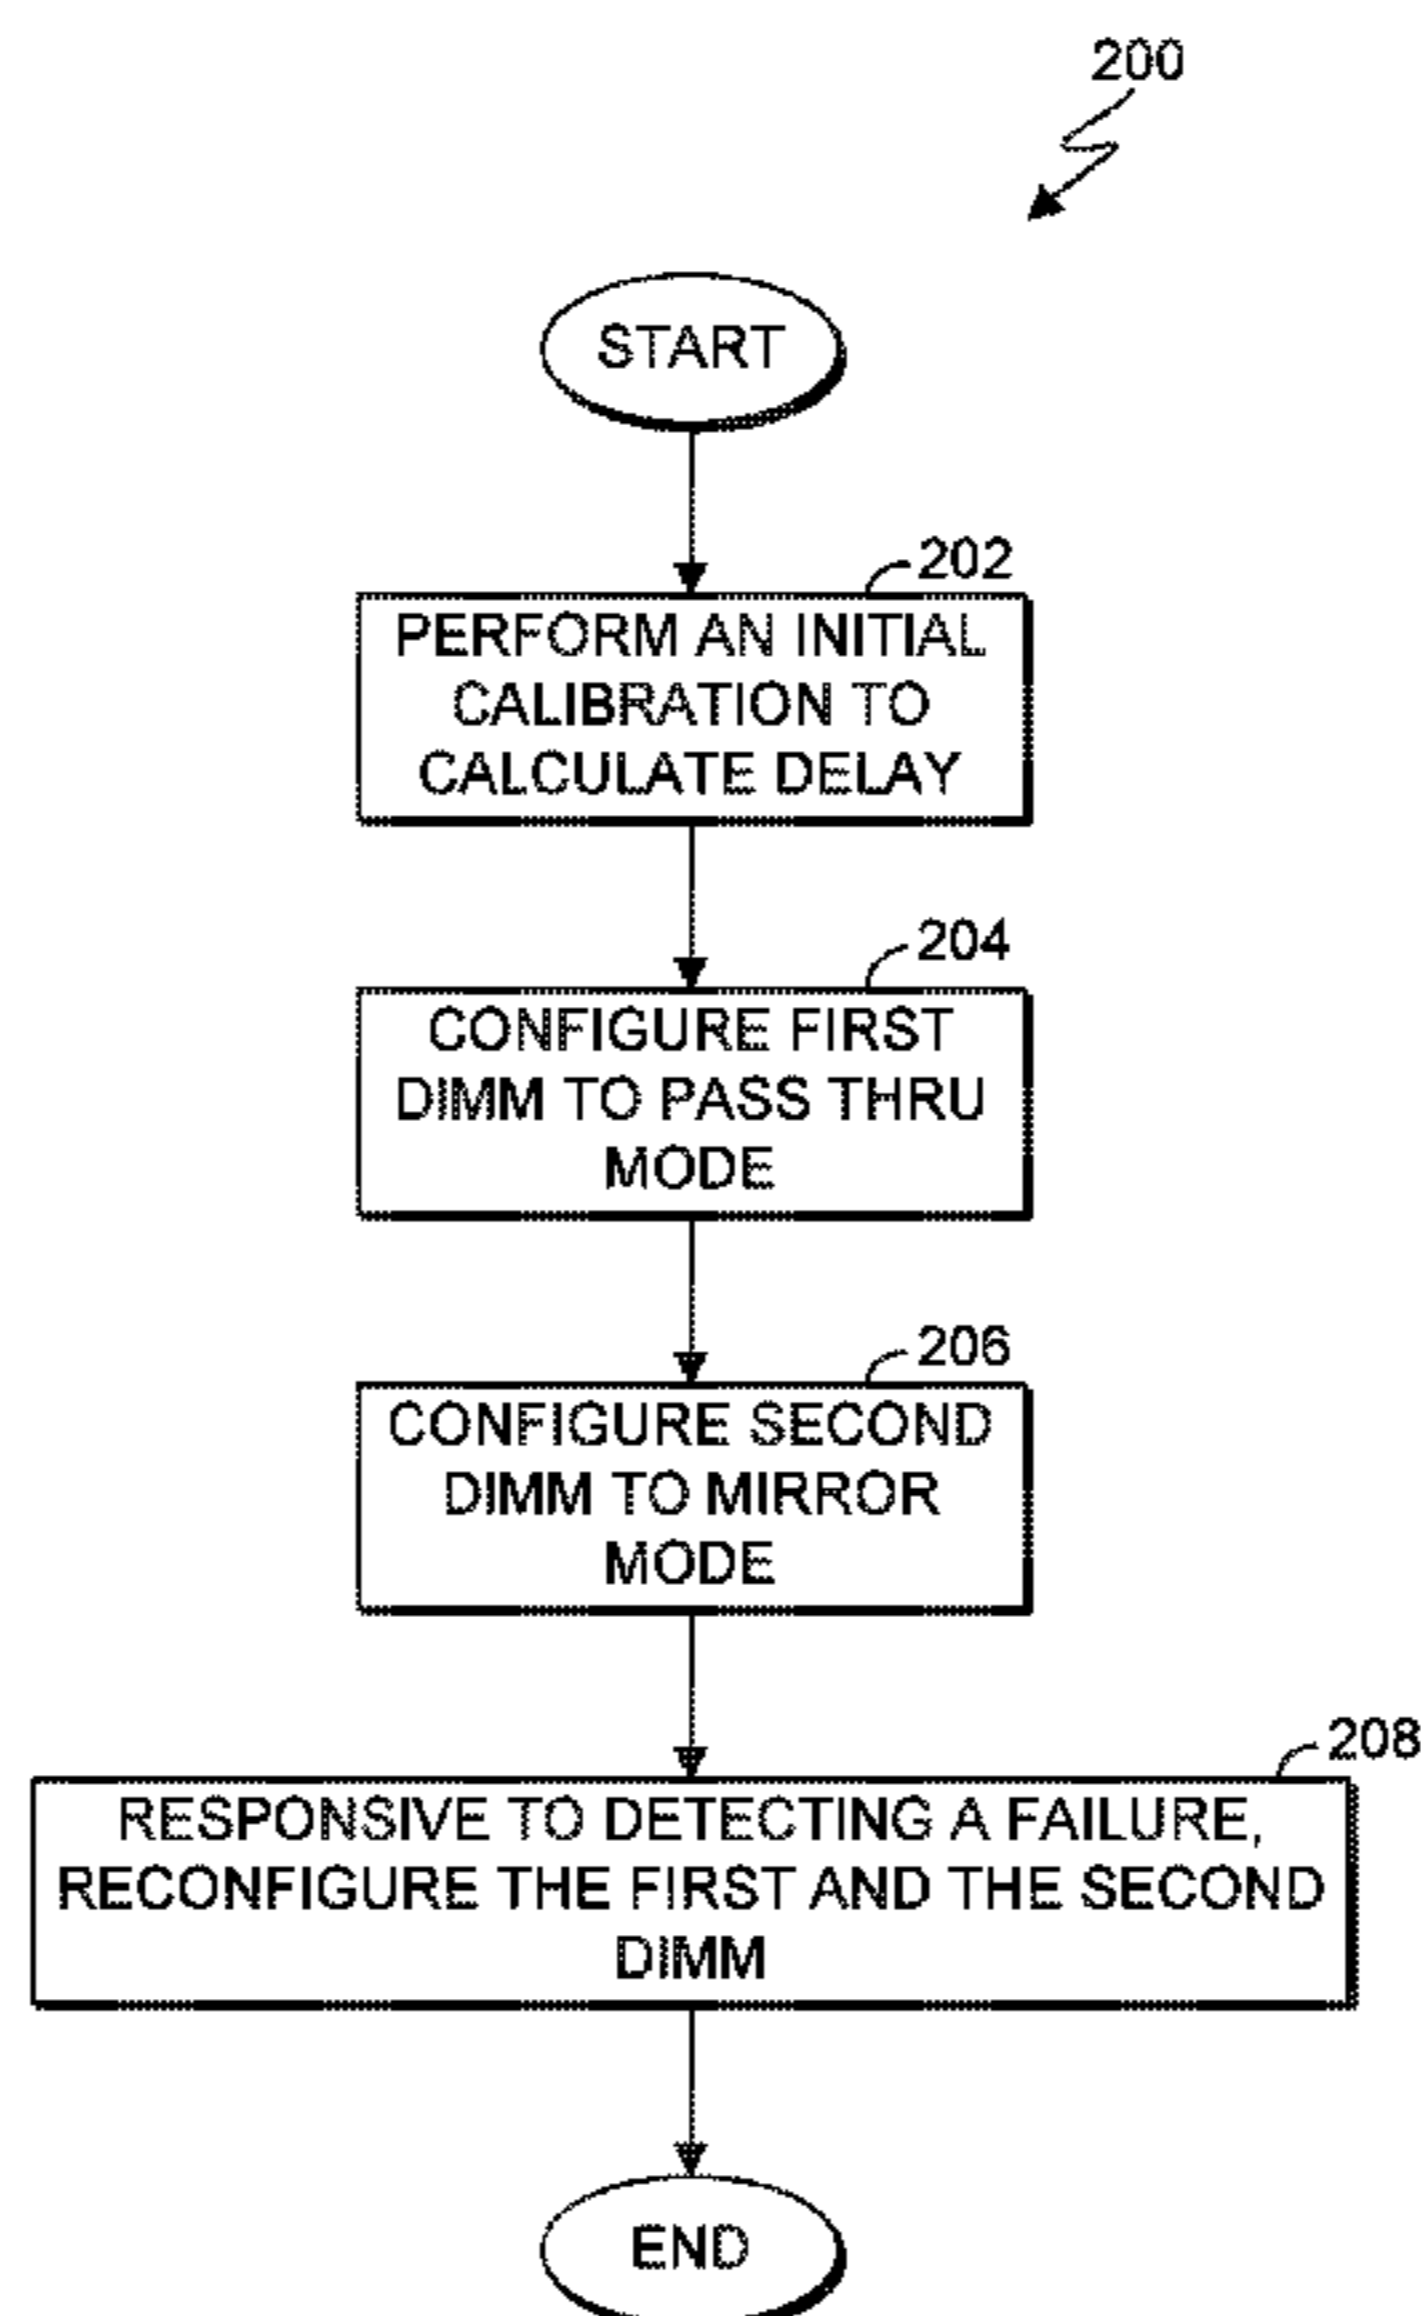 200
START
202
PERFORM AN INITIAL
CALIBRATION TO
CALCULATE DELAY
204
CONFIGURE FIRST
DIMM TO PASS THRU
MODE
206
CONFIGURE SECOND
DIMM TO MIRROR
MODE
208
RESPONSIVE TO DETECTING A FAILURE,
RECONFIGURE THE FIRST AND THE SECOND
DIMM
END